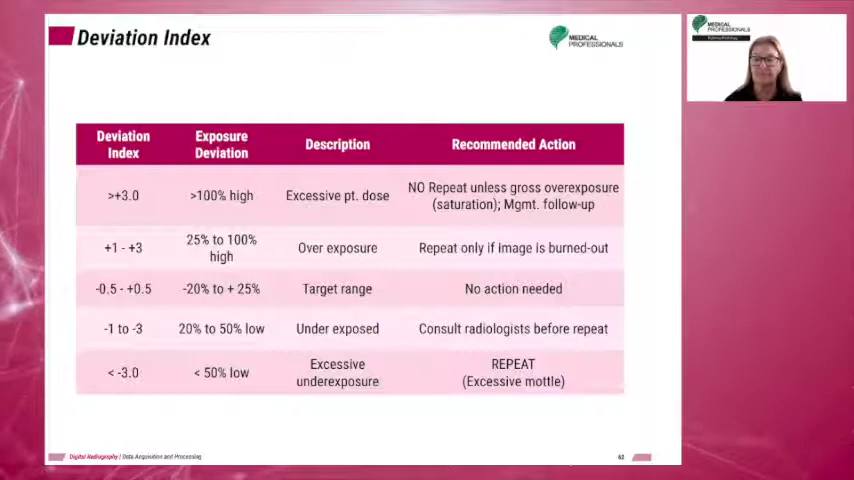 Deviation Index
MEDICAL
PROFESSIONALS
MEDICAL
PROFESSIONALS
Deviation Index
Exposure Deviation
Description
Recommended Action
>+3.0
>100% high
Excessive pt. dose
NO Repeat unless gross overexposure
(saturation); Mgmt. follow-up
+1 - +3
25% to 100%
high
Over exposure
Repeat only if image is burned-out
-0.5 - +0.5
-20% to + 25%
Target range
No action needed
-1 to -3
20% to 50% low
Under exposed
Consult radiologists before repeat
< -3.0
< 50% low
Excessive
underexposure
REPEAT
(Excessive mottle)
Digital Radiography | Data Acquisition and Processing
62